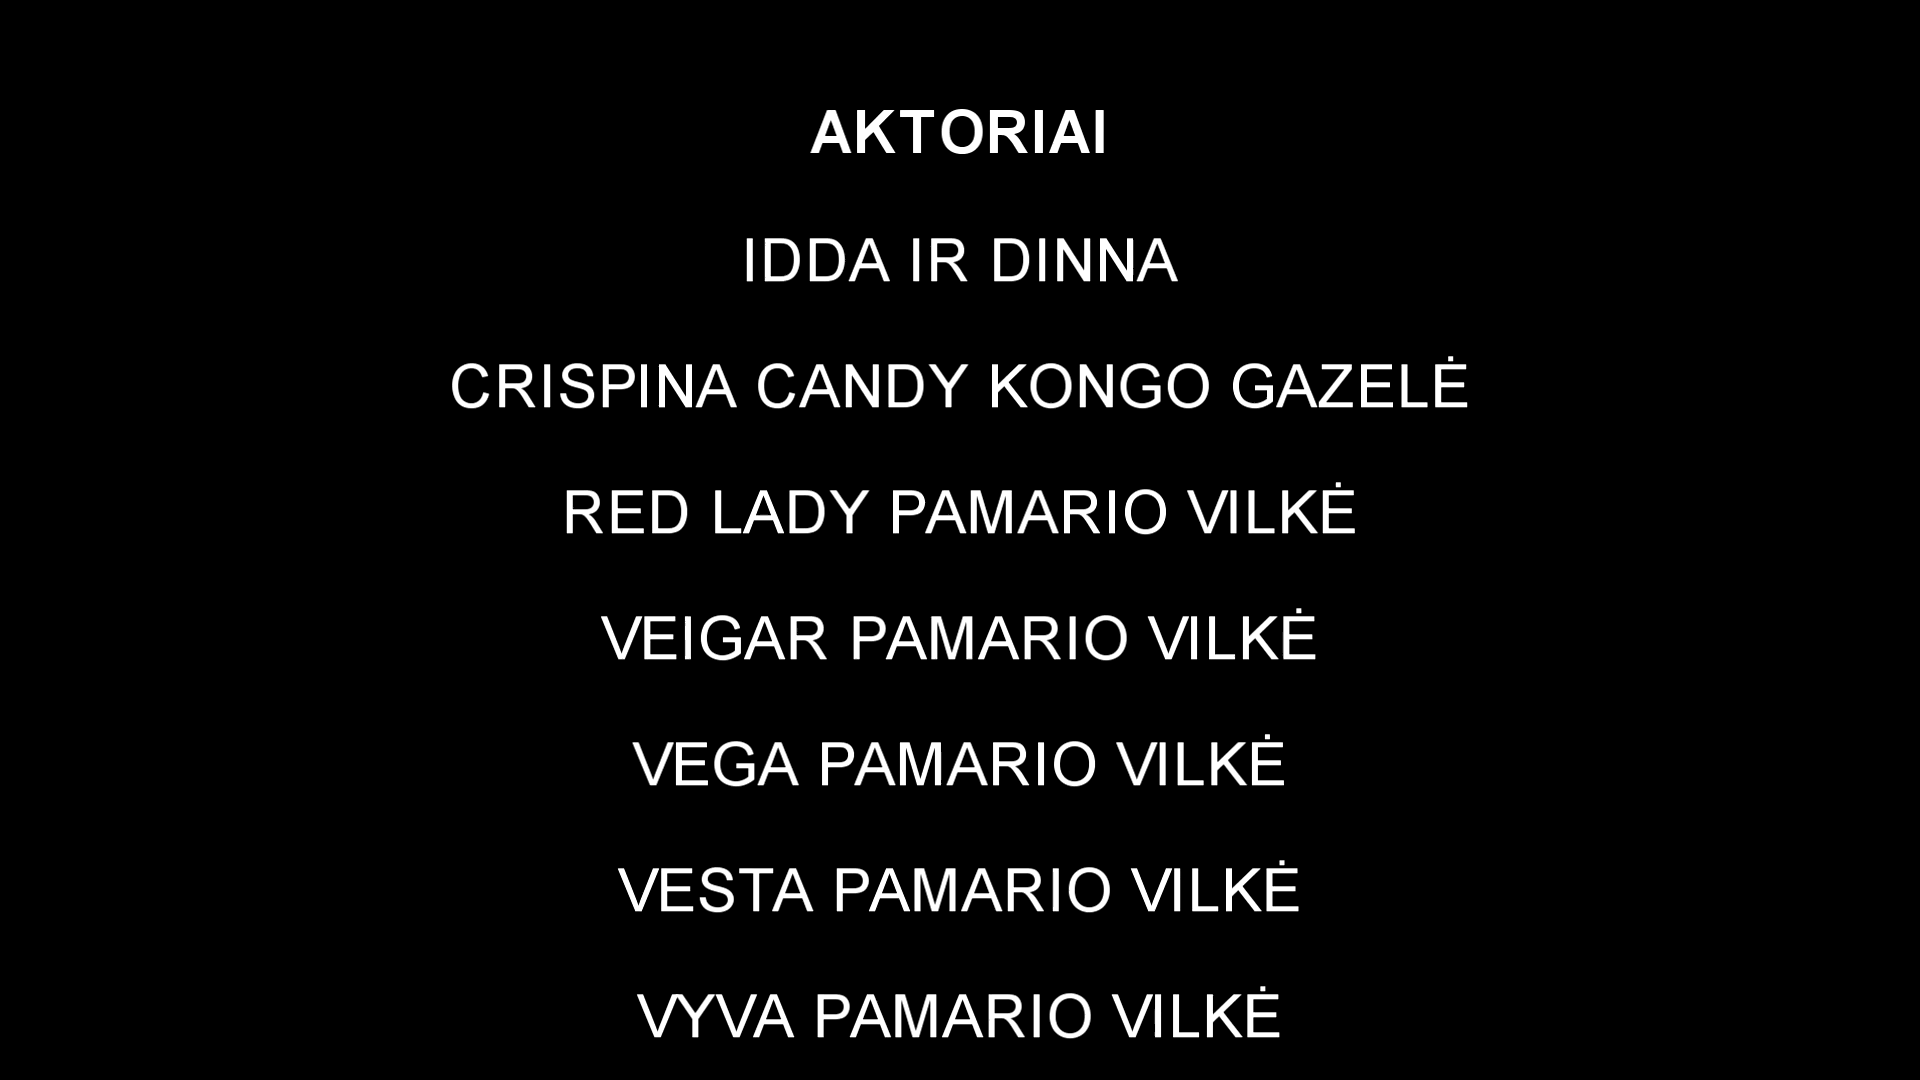 AKTORIAI
IDDA IR DINNA
CRISPINA CANDY KONGO GAZELĖ
RED LADY PAMARIO VILKĖ
VEIGAR PAMARIO VILKĖ
VEGA PAMARIO VILKĖ
VESTA PAMARIO VILKĖ
VYVA PAMARIO VILKĖ